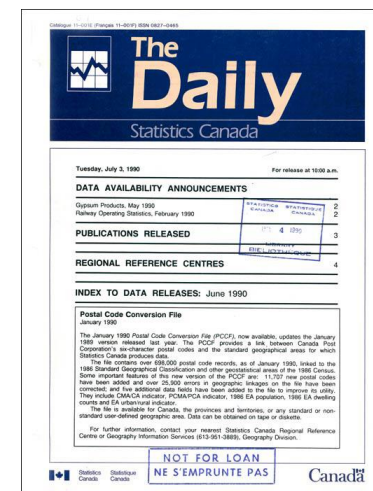 Catalogue 11-001E (Français 11-001F) ISSN 0827-0465
The
Daily
Statistics Canada
Tuesday, July 3, 1990 For release at 10:00 a.m.
DATA AVAILABILITY ANNOUNCEMENTS
Gypsum Products, May 1990 2
Railway Operating Statistics, February 1990 2
STATISTICS STATISTIQUE
CANADA CANADA
4 1990
LIBRARY
BIBLIOTHEQUE
PUBLICATIONS RELEASED 3
REGIONAL REFERENCE CENTRES 4
INDEX TO DATA RELEASES: June 1990
Postal Code Conversion File
January 1990
The January 1990 Postal Code Conversion File (PCCF), now available, updates the January
1989 version released last year. The PCCF provides a link between Canada Post
Corporation's six-character postal codes and the standard geographical areas for which
Statistics Canada produces data.
The file contains over 698,000 postal code records, as of January 1990, linked to the
1986 Standard Geographical Classification and other geostatistical areas of the 1986 Census.
Some important features of this new version of the PCCF are: 11,707 new postal codes
have been added and over 25,900 errors in geographic linkages on the file have been
corrected; and five additional data fields have been added to the file to improve its utility.
They include CMA/CA indicator, PCMA/PCA indicator, 1986 EA population, 1986 EA dwelling
counts and EA urban/rural indicator.
The file is available for Canada, the provinces and territories, or any standard or non-
standard user-defined geographic area. Data can be obtained on tape or diskette.
For further information, contact your nearest Statistics Canada Regional Reference
Centre or Geography Information Services (613-951-3889), Geography Division.
NOT FOR LOAN
NE S'EMPRUNTE PAS
Statistics Statistique
Canada Canada
Canada